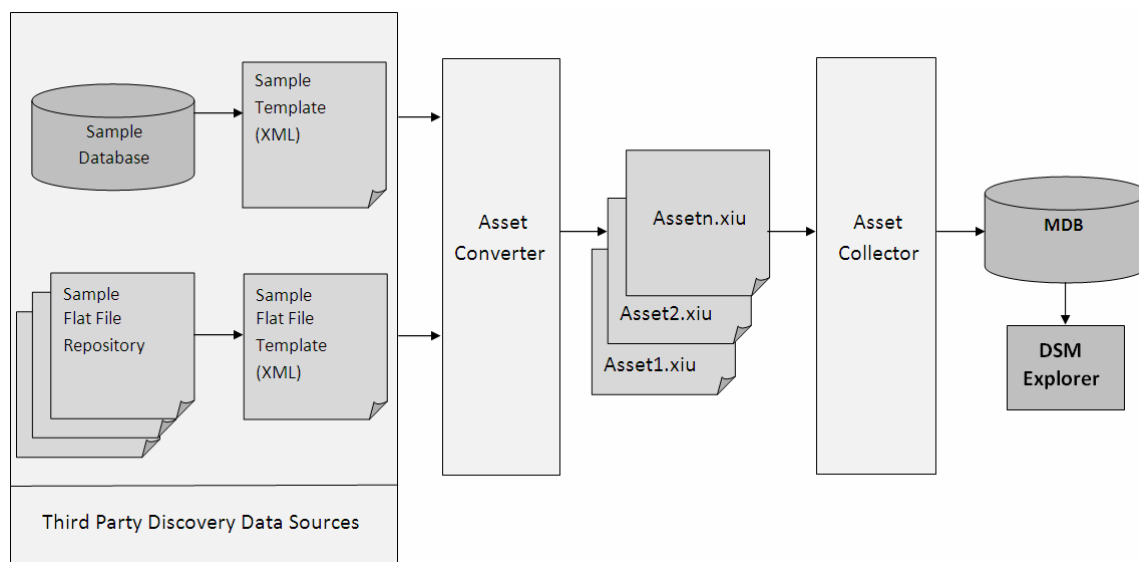 Sample
Database
Sample
Template
(XML)
Sample
Flat File
Repository
Sample
Flat File
Template
(XML)
Third Party Discovery Data Sources
Asset
Converter
Assetn.xiu
Asset2.xiu
Asset1.xiu
Asset
Collector
MDB
DSM
Explorer